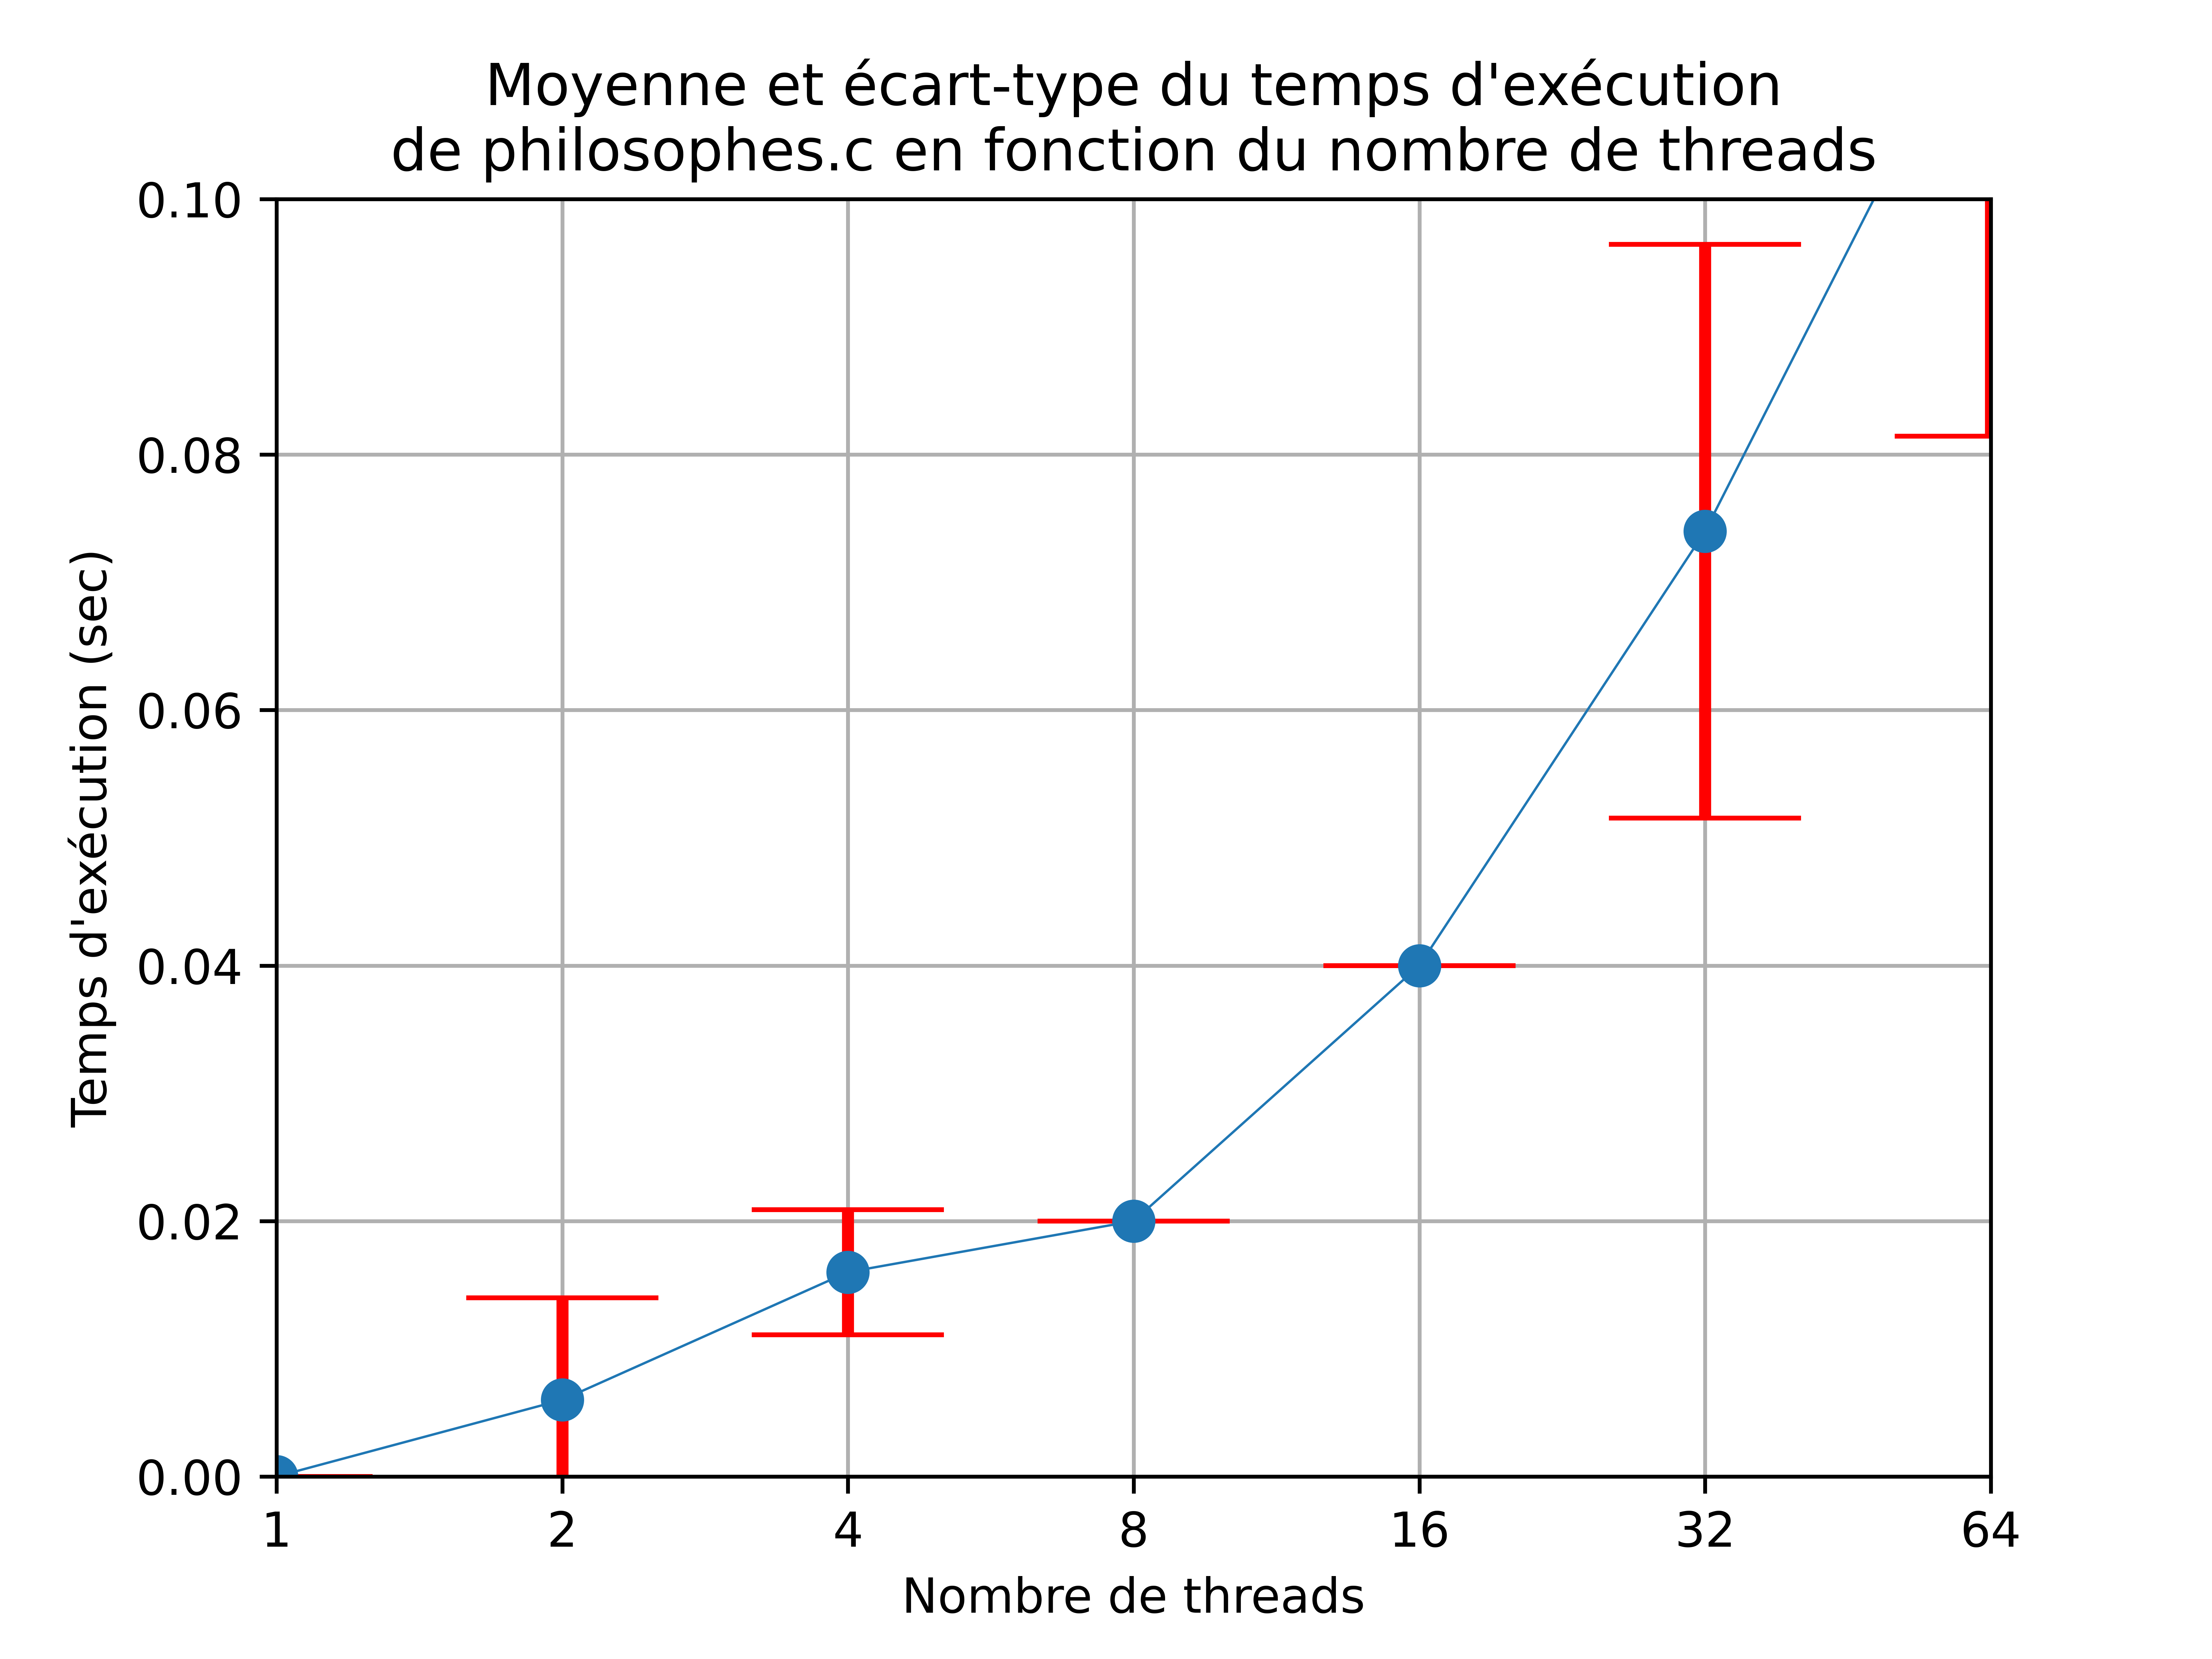 Moyenne et écart-type du temps d'exécution
de philosophes.c en fonction du nombre de threads
0.10
0.08
0.06
0.04
0.02
0.00
Temps d'exécution (sec)
1 2 4 8 16 32 64
Nombre de threads